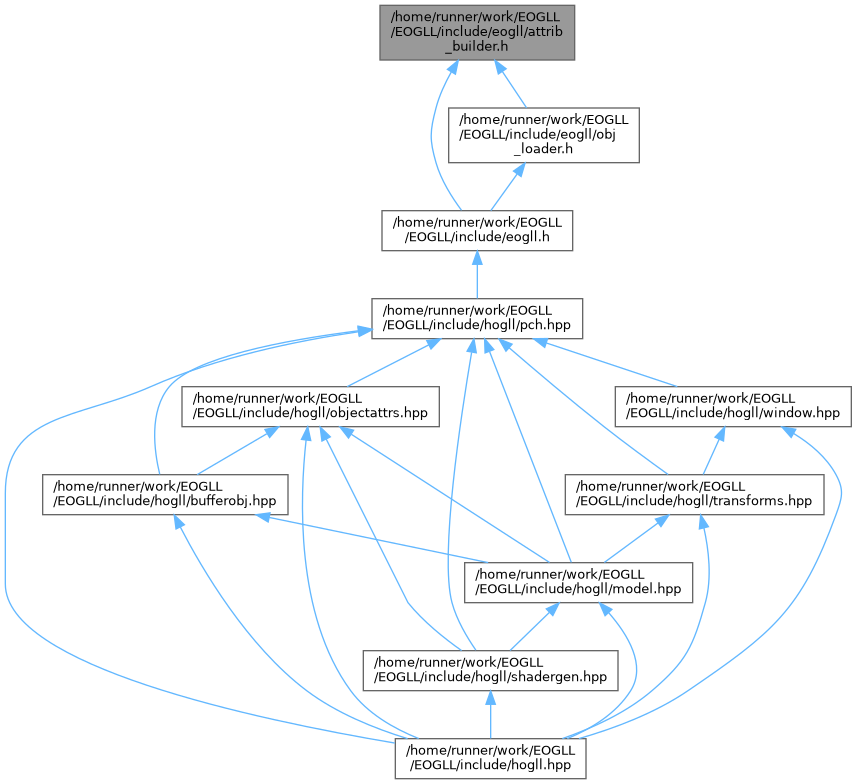 /home/runner/work/EOGLL
/EOGLL/include/eogll/attrib
_builder.h
/home/runner/work/EOGLL
/EOGLL/include/eogll/obj
_loader.h
/home/runner/work/EOGLL
/EOGLL/include/eogll.h
/home/runner/work/EOGLL
/EOGLL/include/hogll/pch.hpp
/home/runner/work/EOGLL
/EOGLL/include/hogll/objectattrs.hpp
/home/runner/work/EOGLL
/EOGLL/include/hogll/window.hpp
/home/runner/work/EOGLL
/EOGLL/include/hogll/bufferobj.hpp
/home/runner/work/EOGLL
/EOGLL/include/hogll/transforms.hpp
/home/runner/work/EOGLL
/EOGLL/include/hogll/model.hpp
/home/runner/work/EOGLL
/EOGLL/include/hogll/shadergen.hpp
/home/runner/work/EOGLL
/EOGLL/include/hogll.hpp